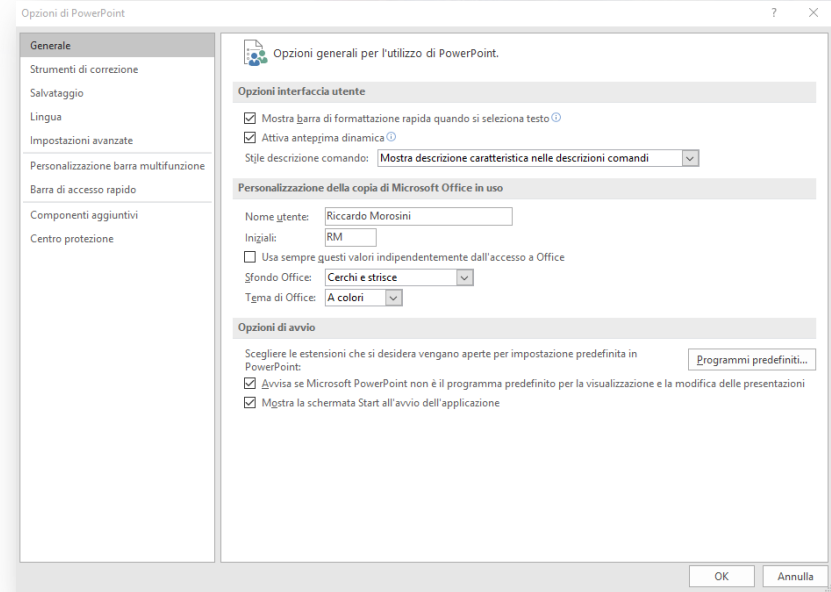 Opzioni di PowerPoint
?
Generale
Strumenti di correzione
Salvataggio
Lingua
Impostazioni avanzate
Personalizzazione barra multifunzione
Barra di accesso rapido
Componenti aggiuntivi
Centro protezione
Opzioni generali per l'utilizzo di PowerPoint.
Opzioni interfaccia utente
Mostra barra di formattazione rapida quando si seleziona testo
Attiva anteprima dinamica
Stile descrizione comando: Mostra descrizione caratteristica nelle descrizioni comandi
Personalizzazione della copia di Microsoft Office in uso
Nome utente: Riccardo Morosini
Iniziali: RM
Usa sempre questi valori indipendentemente dall'accesso a Office
Sfondo Office: Cerchi e strisce
Tema di Office: A colori
Opzioni di avvio
Scegliere le estensioni che si desidera vengano aperte per impostazione predefinita in
PowerPoint:
Programmi predefiniti...
Avvisa se Microsoft PowerPoint non è il programma predefinito per la visualizzazione e la modifica delle presentazioni
Mostra la schermata Start all'avvio dell'applicazione
OK
Annulla